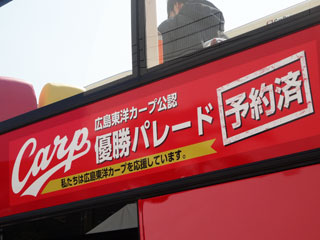 Carp
広島東洋カープ公認
優勝パレード
予約済
私たちは広島東洋カープを応援しています。